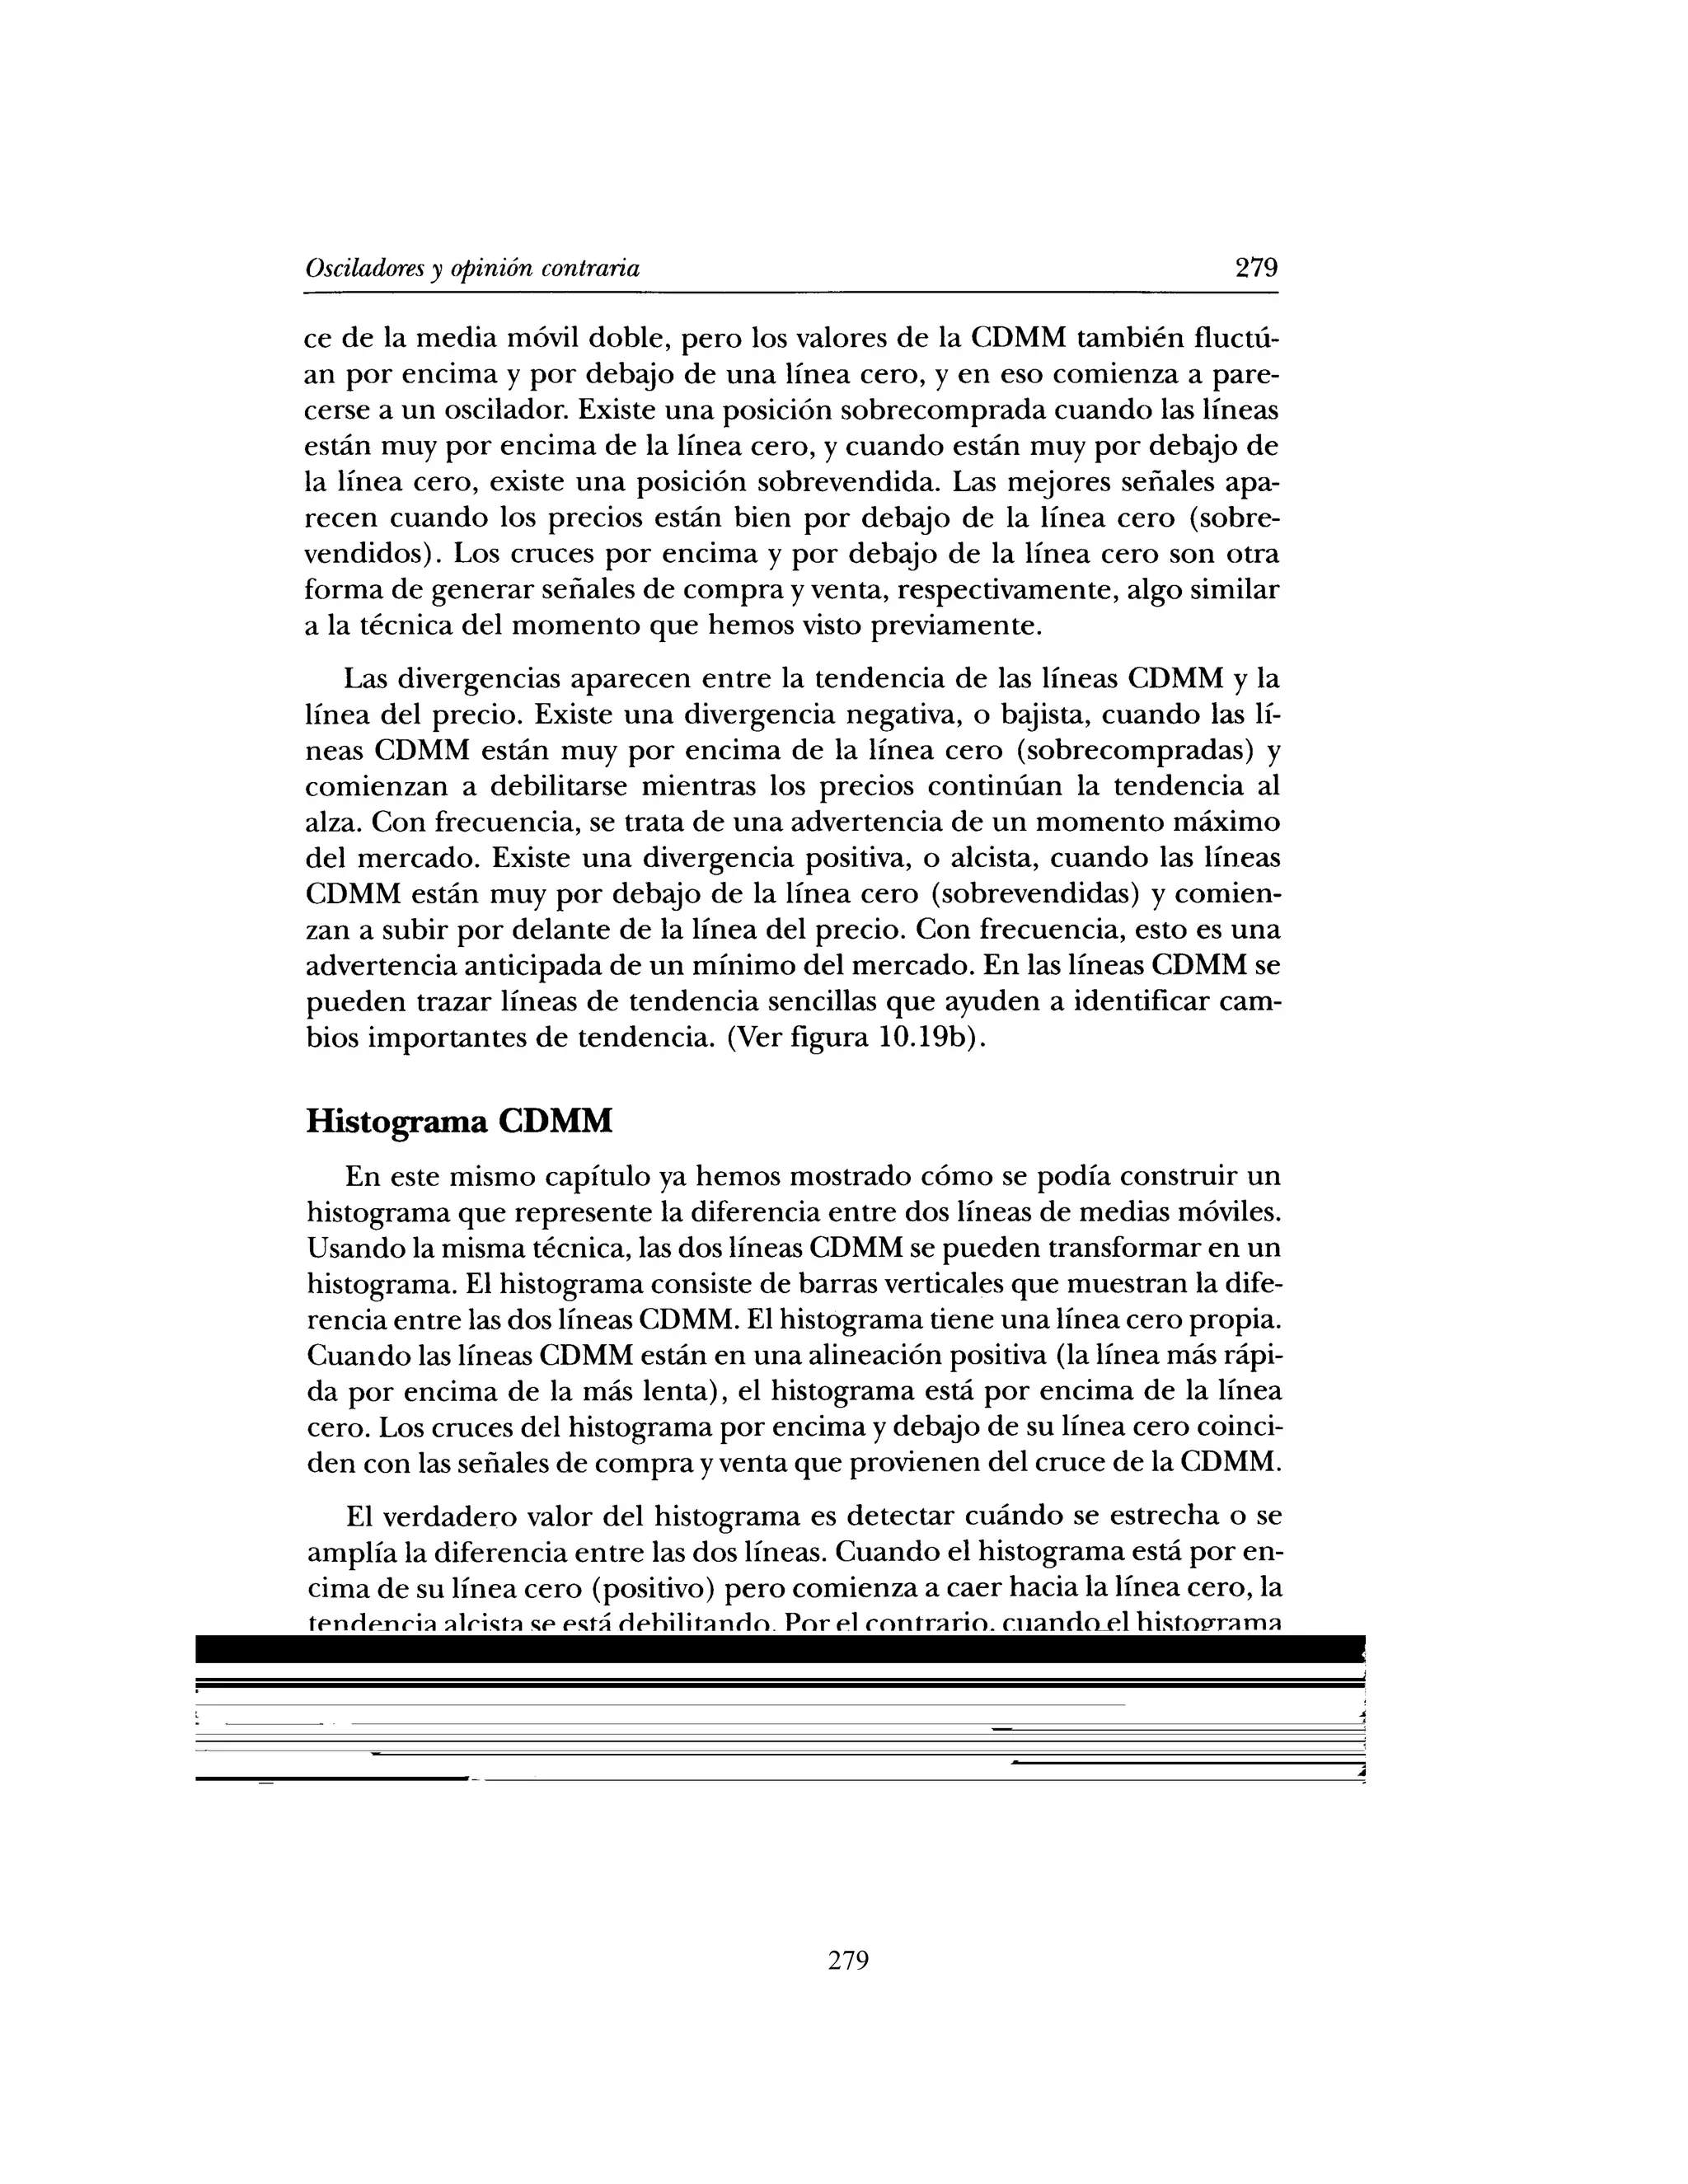 Osciladores y opinión contraria 279
ce de la media móvil doble, pero los valores de la CDMM también fluctú-
an por encima y por debajo de una línea cero, y en eso comienza a pare-
cerse a un oscilador. Existe una posición sobrecomprada cuando las líneas
están muy por encima de la línea cero, y cuando están muy por debajo de
la línea cero, existe una posición sobrevendida. Las mejores señales apa-
recen cuando los precios están bien por debajo de la línea cero (sobre-
vendidos). Los cruces por encima y por debajo de la línea cero son otra
forma de generar señales de compra y venta, respectivamente, algo similar
a la técnica del momento que hemos visto previamente.
Las divergencias aparecen entre la tendencia de las líneas CDMM y la
línea del precio. Existe una divergencia negativa, o bajista, cuando las lí-
neas CDMM están muy por encima de la línea cero (sobrecompradas) y
comienzan a debilitarse mientras los precios continúan la tendencia al
alza. Con frecuencia, se trata de una advertencia de un momento máximo
del mercado. Existe una divergencia positiva, o alcista, cuando las líneas
CDMM están muy por debajo de la línea cero (sobrevendidas) y comien-
zan a subir por delante de la línea del precio. Con frecuencia, esto es una
advertencia anticipada de un mínimo del mercado. En las líneas CDMM se
pueden trazar líneas de tendencia sencillas que ayuden a identificar cam-
bios importantes de tendencia. (Ver figura 10.19b).
Histograma CDMM
En este mismo capítulo ya hemos mostrado cómo se podía construir un
histograma que represente la diferencia entre dos líneas de medias móviles.
Usando la misma técnica, las dos líneas CDMM se pueden transformar en un
histograma. El histograma consiste de barras verticales que muestran la dife-
rencia entre las dos líneas CDMM. El histograma tiene una línea cero propia.
Cuando las líneas CDMM están en una alineación positiva (la línea más rápi-
da por encima de la más lenta), el histograma está por encima de la línea
cero. Los cruces del histograma por encima y debajo de su línea cero coinci-
den con las señales de compra y venta que provienen del cruce de la CDMM.
El verdadero valor del histograma es detectar cuándo se estrecha o se
amplía la diferencia entre las dos líneas. Cuando el histograma está por en-
cima de su línea cero (positivo) pero comienza a caer hacia la línea cero, la
tendencia alcista se está debilitando. Por el contrario, cuando el histograma
279